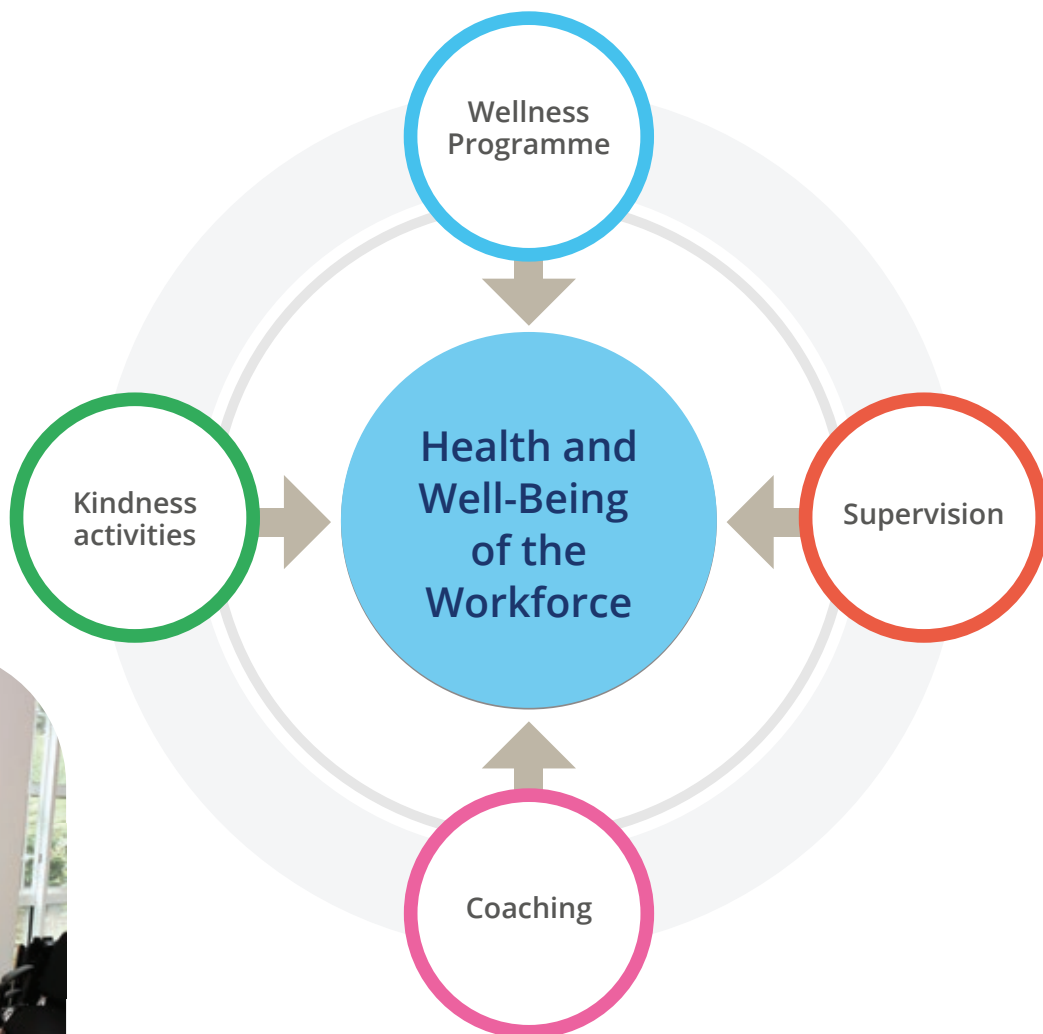 Wellness
Programme
Kindness
activities
Health and
Well-Being
of the
Workforce
Supervision
Coaching